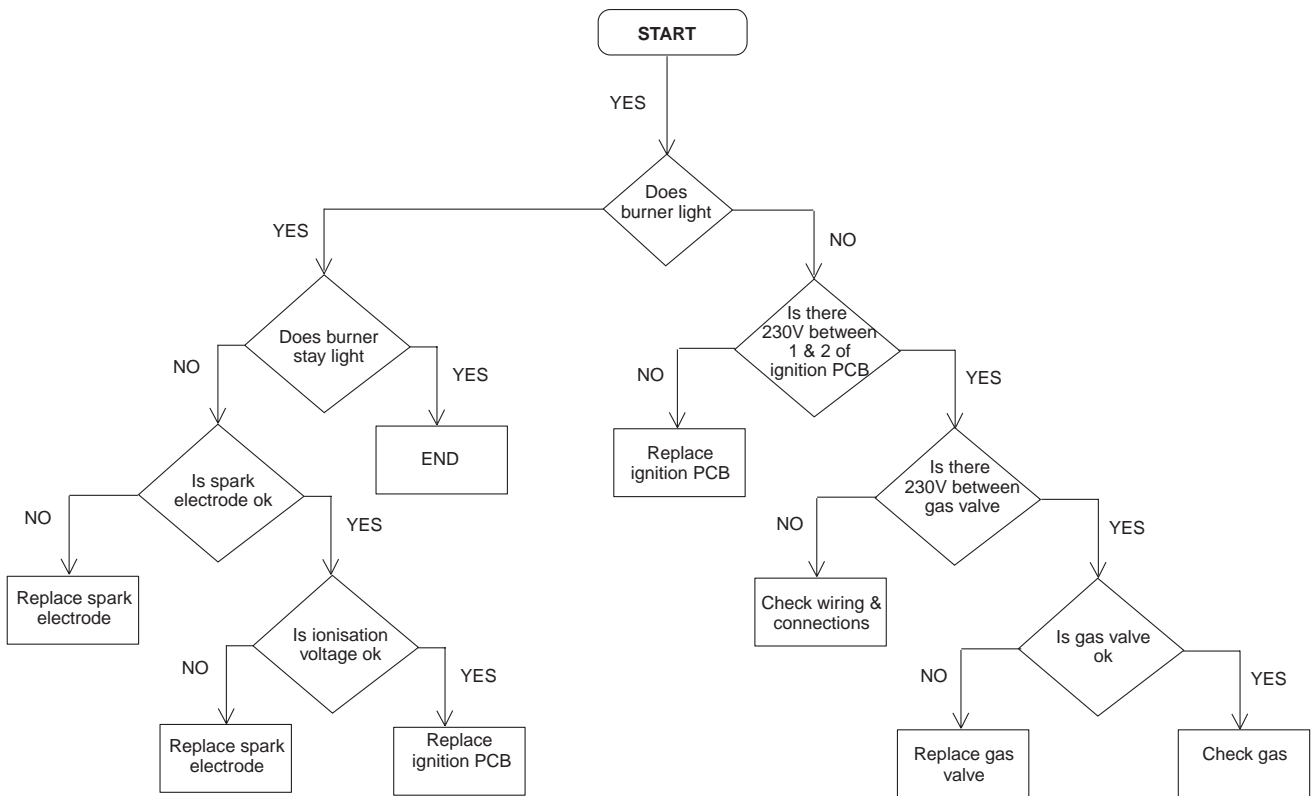 START
YES
Does
burner light
YES
NO
Does burner
stay light
Is there
230V between
1 & 2 of
ignition PCB
NO
YES
NO
YES
END
Replace
ignition PCB
Is spark
electrode ok
Is there
230V between
gas valve
NO
YES
NO
YES
Replace spark
electrode
Check wiring &
connections
Is ionisation
voltage ok
Is gas valve
ok
NO
YES
NO
YES
Replace spark
electrode
Replace
ignition PCB
Replace gas
valve
Check gas